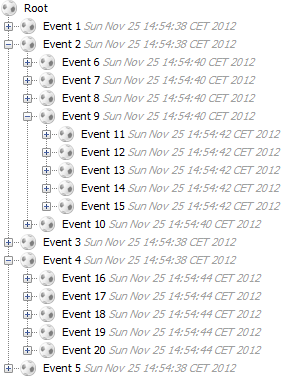 Root
Event 1 Sun Nov 25 14:54:38 CET 2012
Event 2 Sun Nov 25 14:54:38 CET 2012
Event 6 Sun Nov 25 14:54:40 CET 2012
Event 7 Sun Nov 25 14:54:40 CET 2012
Event 8 Sun Nov 25 14:54:40 CET 2012
Event 9 Sun Nov 25 14:54:40 CET 2012
Event 11 Sun Nov 25 14:54:42 CET 2012
Event 12 Sun Nov 25 14:54:42 CET 2012
Event 13 Sun Nov 25 14:54:42 CET 2012
Event 14 Sun Nov 25 14:54:42 CET 2012
Event 15 Sun Nov 25 14:54:42 CET 2012
Event 10 Sun Nov 25 14:54:40 CET 2012
Event 3 Sun Nov 25 14:54:38 CET 2012
Event 4 Sun Nov 25 14:54:38 CET 2012
Event 16 Sun Nov 25 14:54:44 CET 2012
Event 17 Sun Nov 25 14:54:44 CET 2012
Event 18 Sun Nov 25 14:54:44 CET 2012
Event 19 Sun Nov 25 14:54:44 CET 2012
Event 20 Sun Nov 25 14:54:44 CET 2012
Event 5 Sun Nov 25 14:54:38 CET 2012